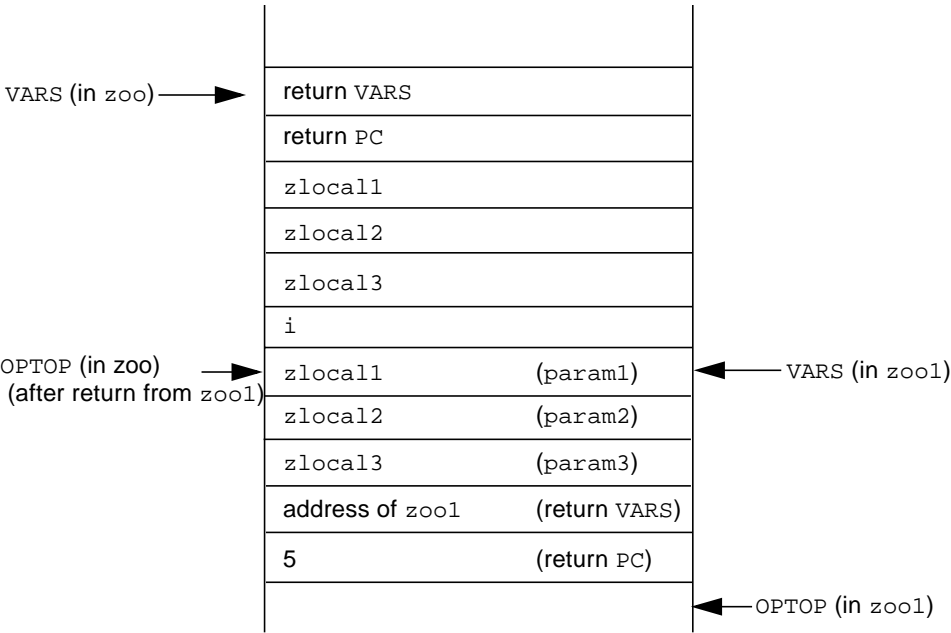 VARS (in zoo)
return VARS
return PC
zlocal1
zlocal2
zlocal3
i
OPTOP (in zoo)
(after return from zoo1)
zlocal1 (param1)
VARS (in zoo1)
zlocal2 (param2)
zlocal3 (param3)
address of zoo1 (return VARS)
5 (return PC)
OPTOP (in zoo1)